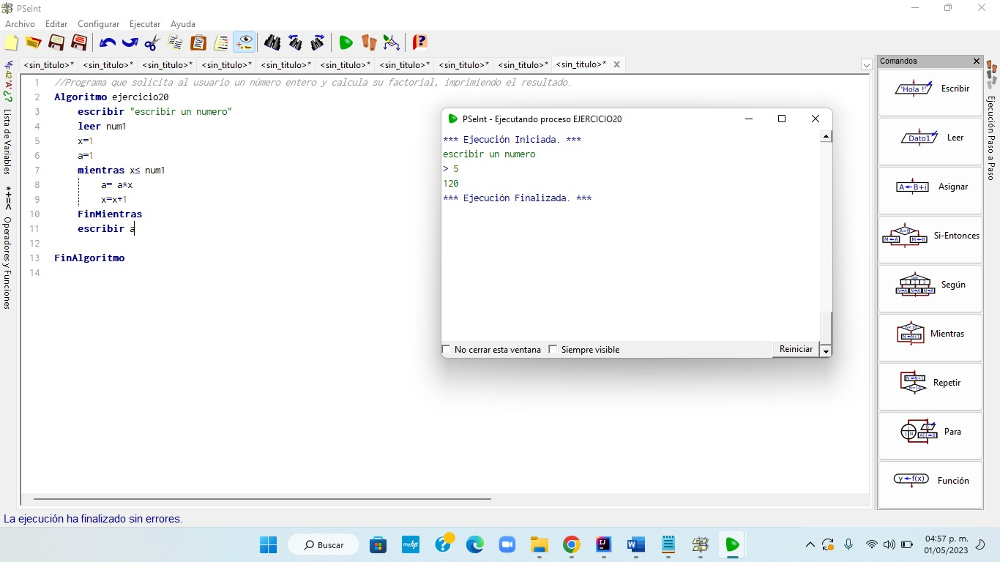 PSeInt
Archivo Editar Configurar Ejecutar Ayuda
<sin_titulo>* <sin_titulo>* <sin_titulo>* <sin_titulo>* <sin_titulo>* <sin_titulo>* <sin_titulo>* <sin_titulo>* <sin_titulo>* <sin_titulo>*
Lista de Variables
*+=< Operadores y Funciones
1 //Programa que solicita al usuario un número entero y calcula su factorial, imprimiendo el resultado.
2 Algoritmo ejercicio20
3 escribir "escribir un numero"
4 leer num1
5 x=1
6 a=1
7 mientras x≤ num1
8 a= a*x
9 x=x+1
10 FinMientras
11 escribir a
12
13 FinAlgoritmo
14
PSeInt - Ejecutando proceso EJERCICIO20
*** Ejecución Iniciada. ***
escribir un numero
> 5
120
*** Ejecución Finalizada. ***
No cerrar esta ventana Siempre visible Reiniciar
Comandos
'Hola !' Escribir
Dato1 Leer
A←B+i Asignar
A>B Si-Entonces
M←A M←B
Según
1 2 3
Mientras
Repetir
Para
y←f(x) Función
Ejecución Paso a Paso
La ejecución ha finalizado sin errores.
Buscar
myhp
04:57 p. m.
01/05/2023